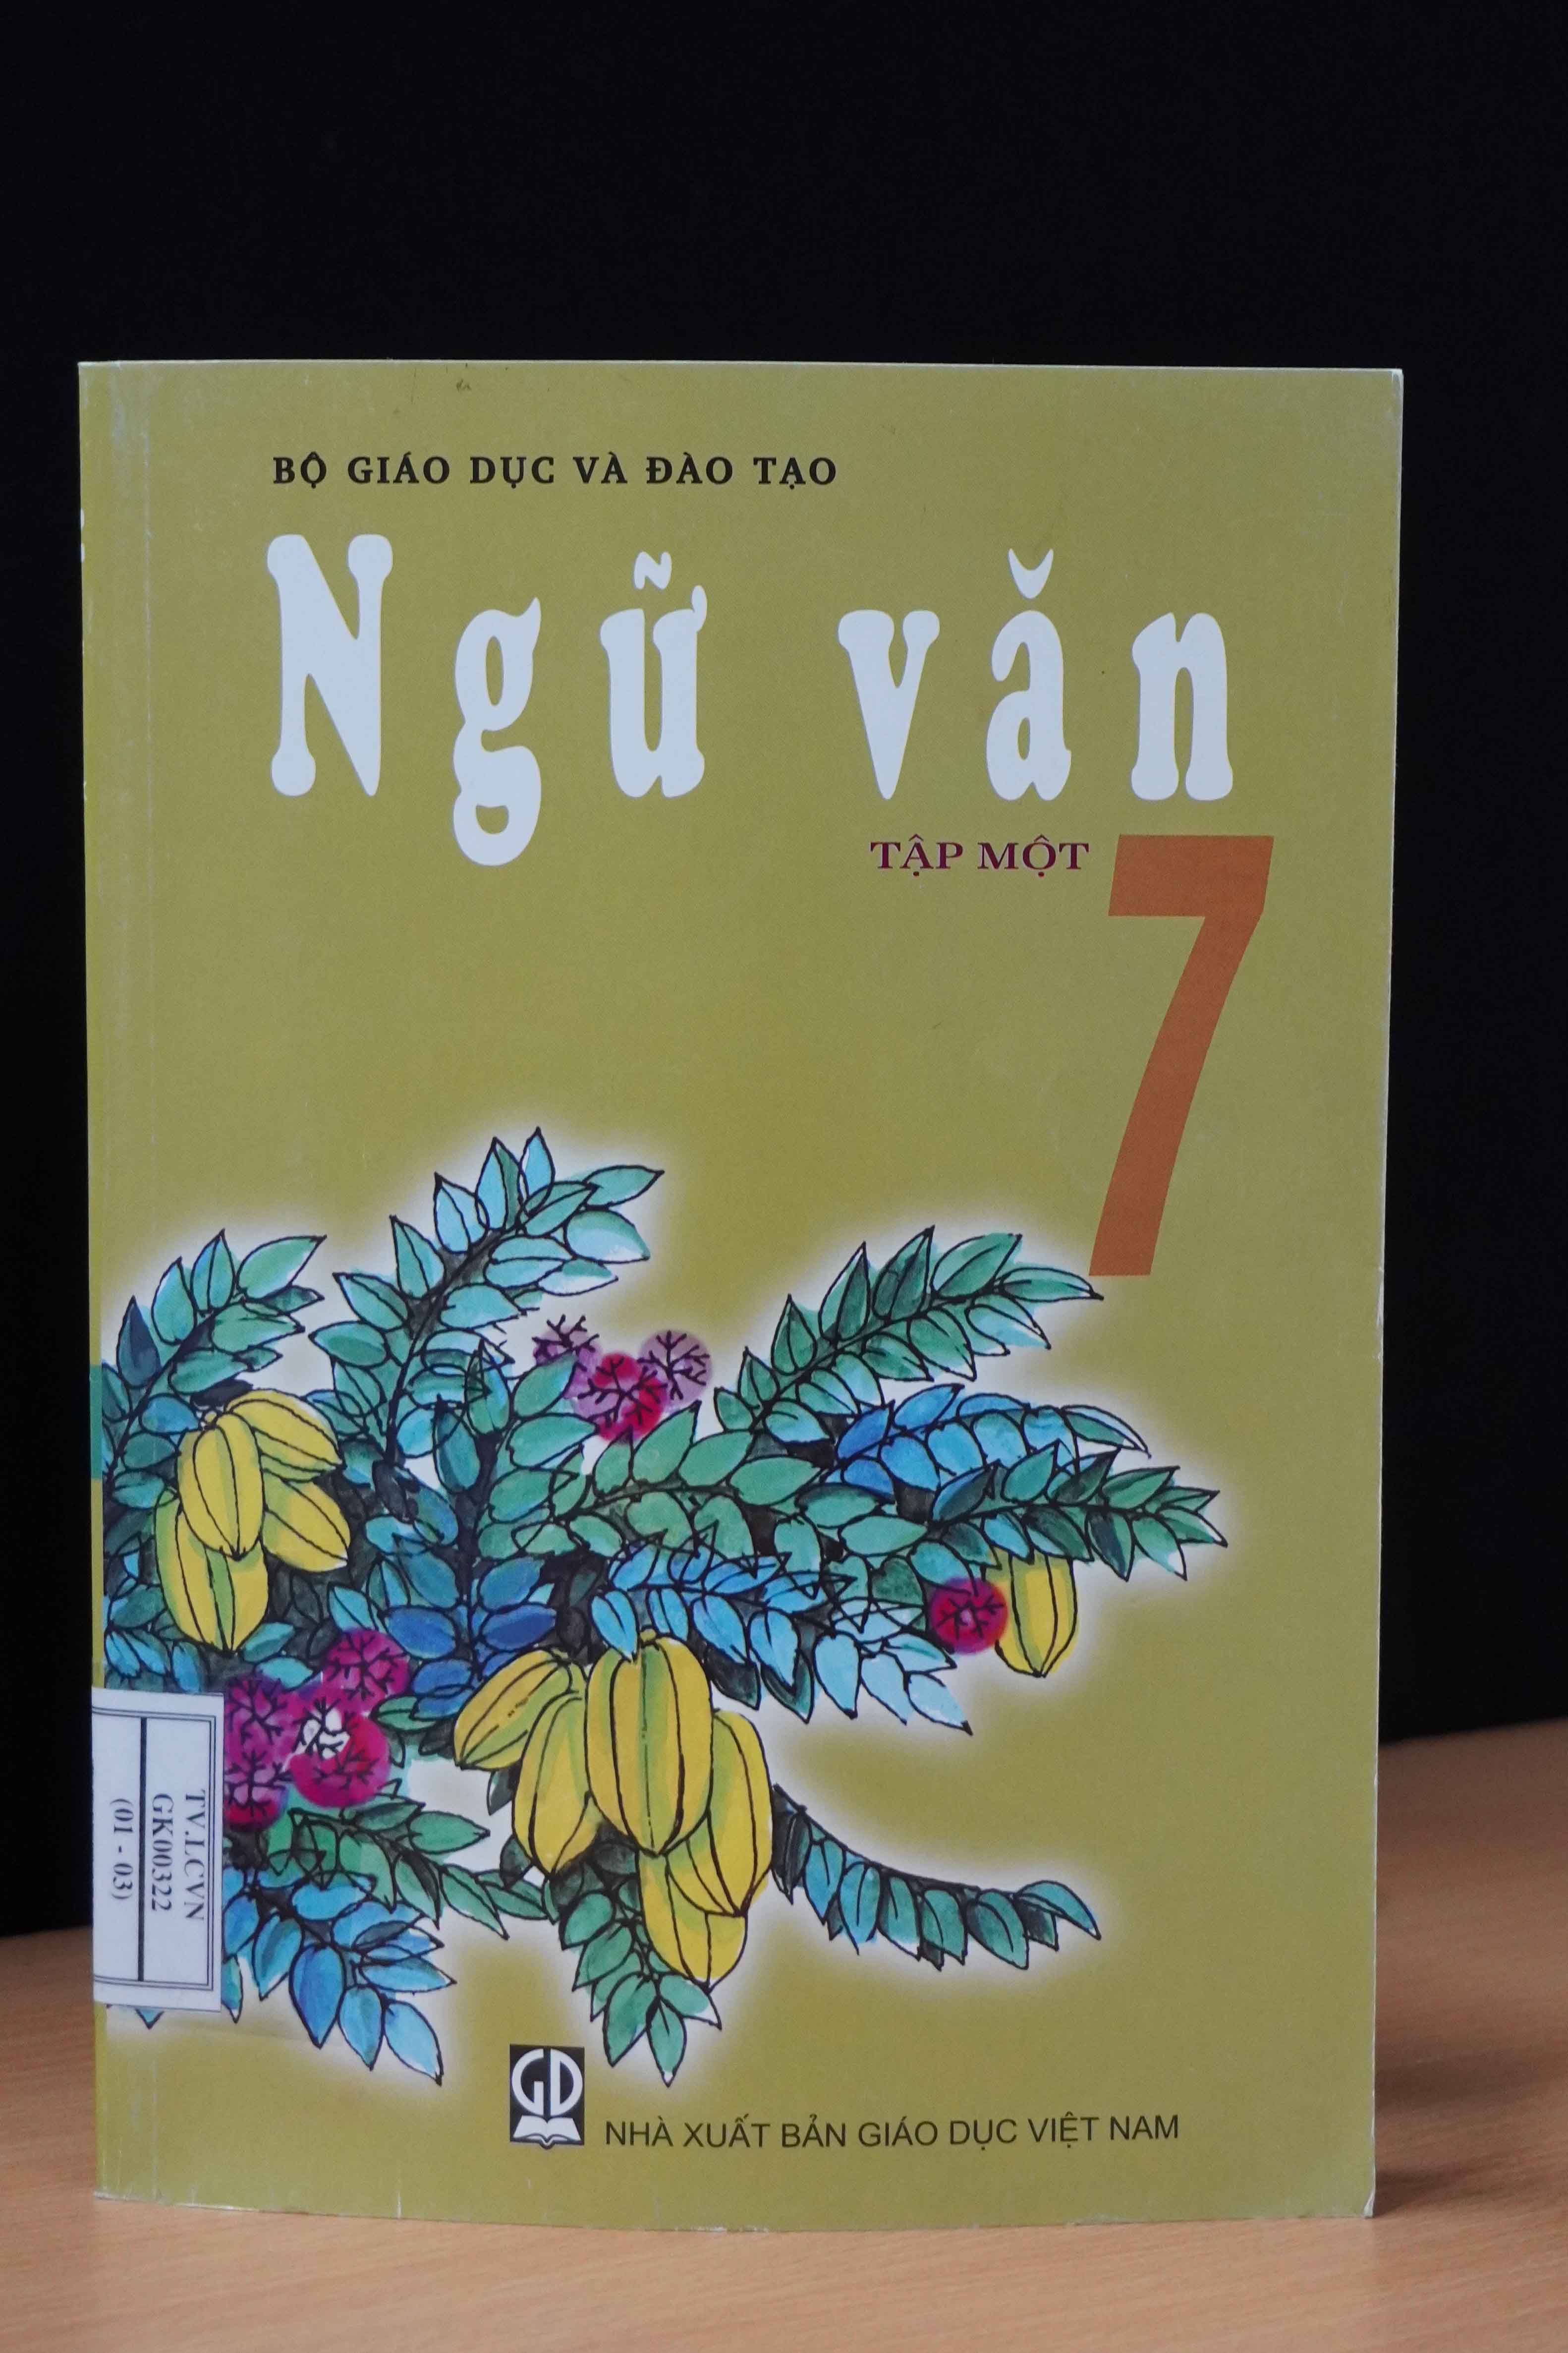 BỘ GIÁO DỤC VÀ ĐÀO TẠO
Ngữ văn
TẬP MỘT
7
TV.LCVN
GK00322
(01 - 03)
GD
NHÀ XUẤT BẢN GIÁO DỤC VIỆT NAM